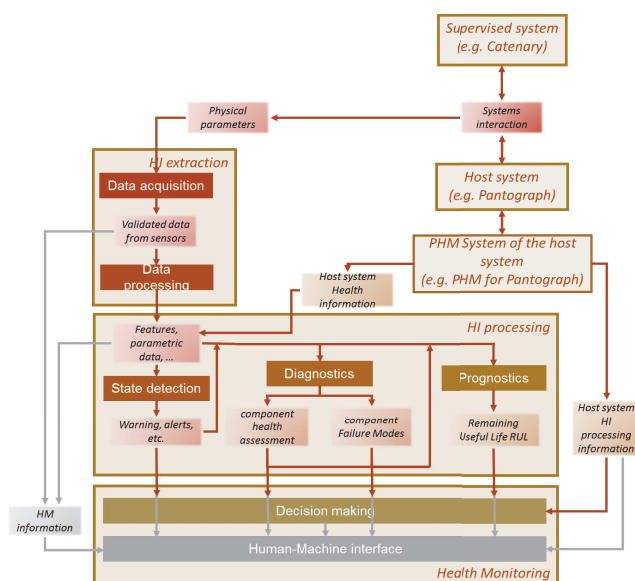 Supervised system
(e.g. Catenary)
Physical
parameters
Systems
interaction
HI extraction
Data acquisition
Host system
(e.g. Pantograph)
Validated data
from sensors
PHM System of the host
system
(e.g. PHM for Pantograph)
Data
processing
Host system
Health
information
Features,
parametric
data, ...
HI processing
State detection
Diagnostics
Prognostics
Warning, alerts,
etc.
component
health
assessment
component
Failure Modes
Remaining
Useful Life RUL
Host system
HI
processing
information
HM
information
Decision making
Human-Machine interface
Health Monitoring